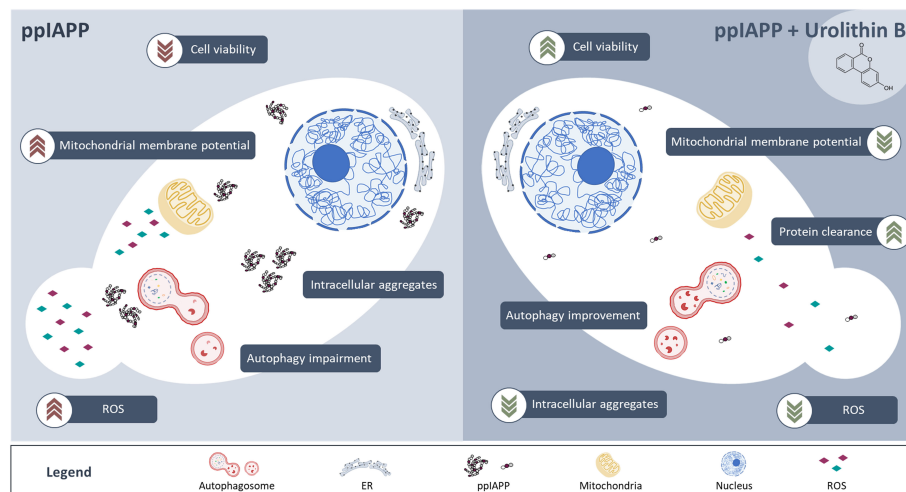 ppIAPP
Cell viability
Mitochondrial membrane potential
Intracellular aggregates
Autophagy impairment
ROS
ppIAPP + Urolithin B
O
O
OH
Cell viability
Mitochondrial membrane potential
Protein clearance
Autophagy improvement
Intracellular aggregates
ROS
Legend
Autophagosome
ER
ppIAPP
Mitochondria
Nucleus
ROS